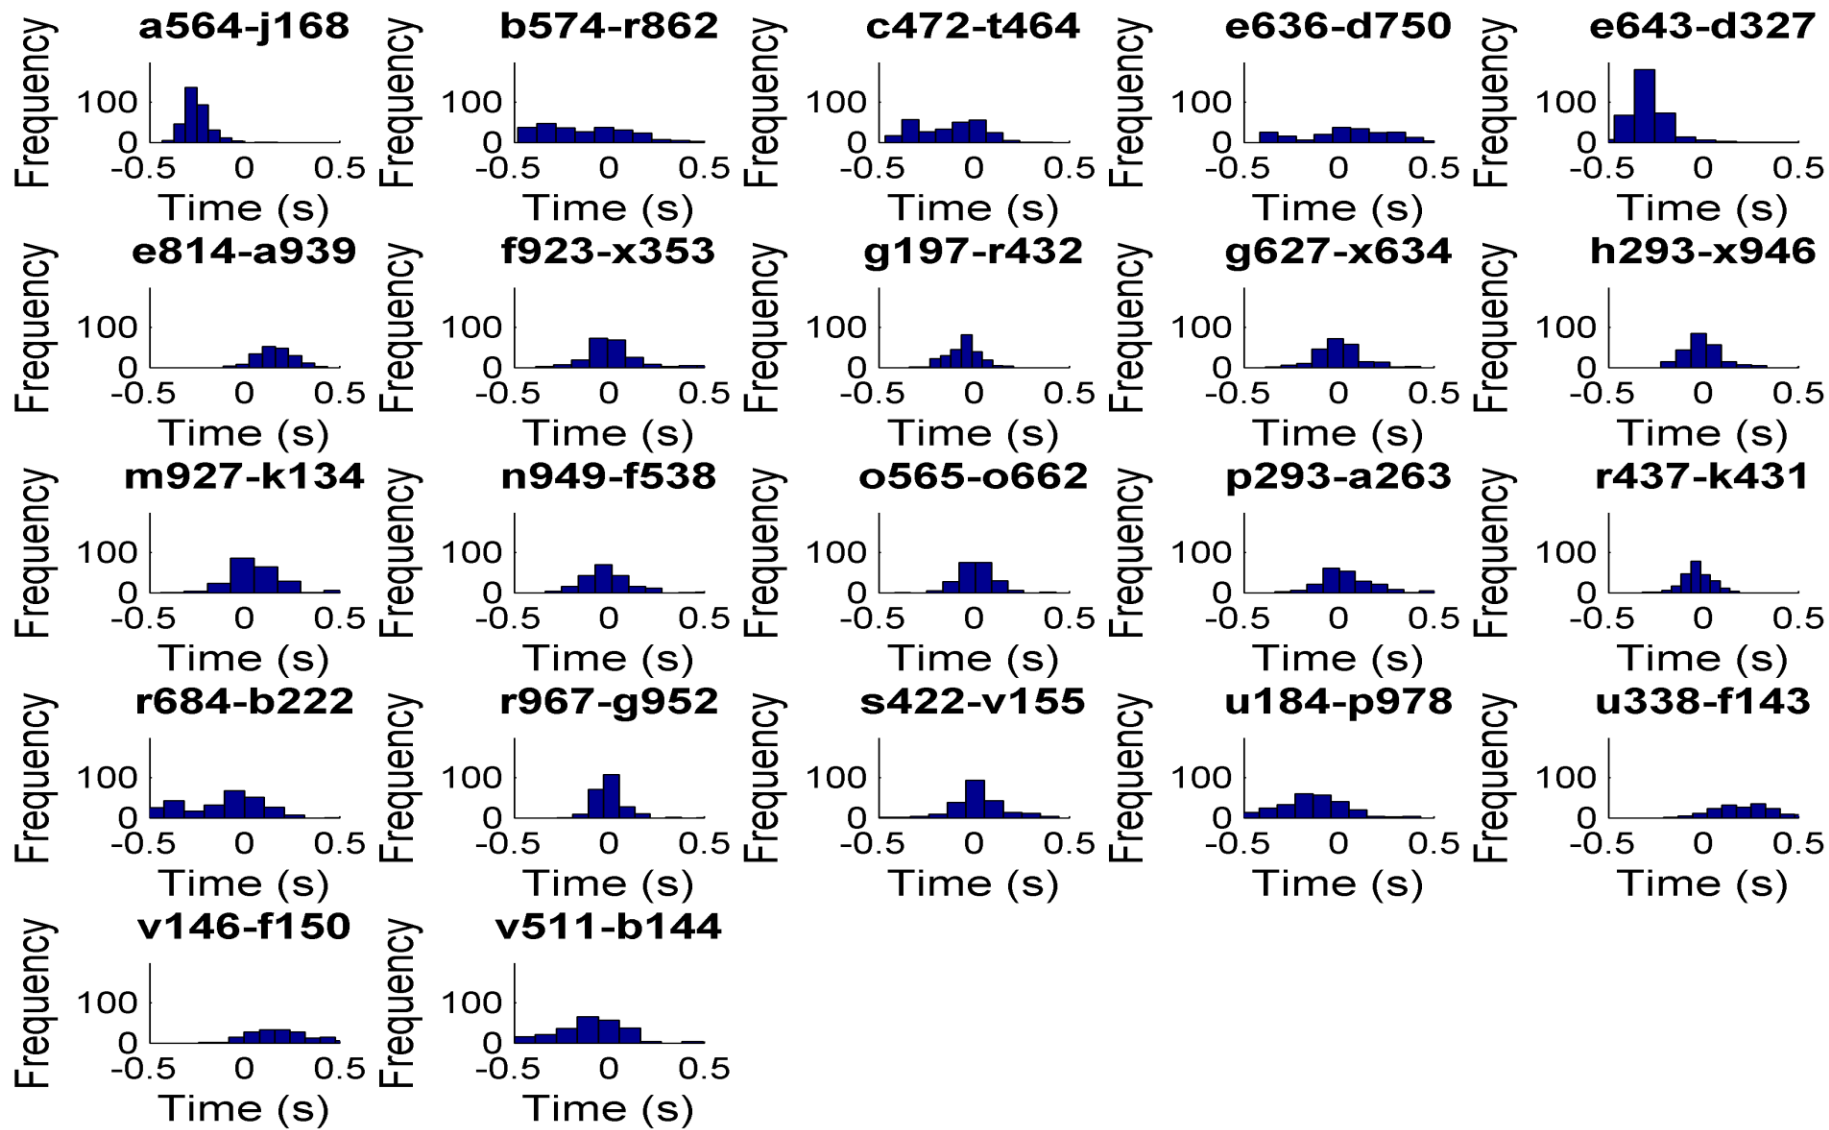 a564-j168 b574-r862 c472-t464 e636-d750 e643-d327
Frequency Frequency Frequency Frequency Frequency
100 100 100 100 100
0 0 0 0 0
-0.5 0 0.5 -0.5 0 0.5 -0.5 0 0.5 -0.5 0 0.5 -0.5 0 0.5
Time (s) Time (s) Time (s) Time (s) Time (s)
e814-a939 f923-x353 g197-r432 g627-x634 h293-x946
Frequency Frequency Frequency Frequency Frequency
100 100 100 100 100
0 0 0 0 0
-0.5 0 0.5 -0.5 0 0.5 -0.5 0 0.5 -0.5 0 0.5 -0.5 0 0.5
Time (s) Time (s) Time (s) Time (s) Time (s)
m927-k134 n949-f538 o565-o662 p293-a263 r437-k431
Frequency Frequency Frequency Frequency Frequency
100 100 100 100 100
0 0 0 0 0
-0.5 0 0.5 -0.5 0 0.5 -0.5 0 0.5 -0.5 0 0.5 -0.5 0 0.5
Time (s) Time (s) Time (s) Time (s) Time (s)
r684-b222 r967-g952 s422-v155 u184-p978 u338-f143
Frequency Frequency Frequency Frequency Frequency
100 100 100 100 100
0 0 0 0 0
-0.5 0 0.5 -0.5 0 0.5 -0.5 0 0.5 -0.5 0 0.5 -0.5 0 0.5
Time (s) Time (s) Time (s) Time (s) Time (s)
v146-f150 v511-b144
Frequency Frequency
100 100
0 0
-0.5 0 0.5 -0.5 0 0.5
Time (s) Time (s)